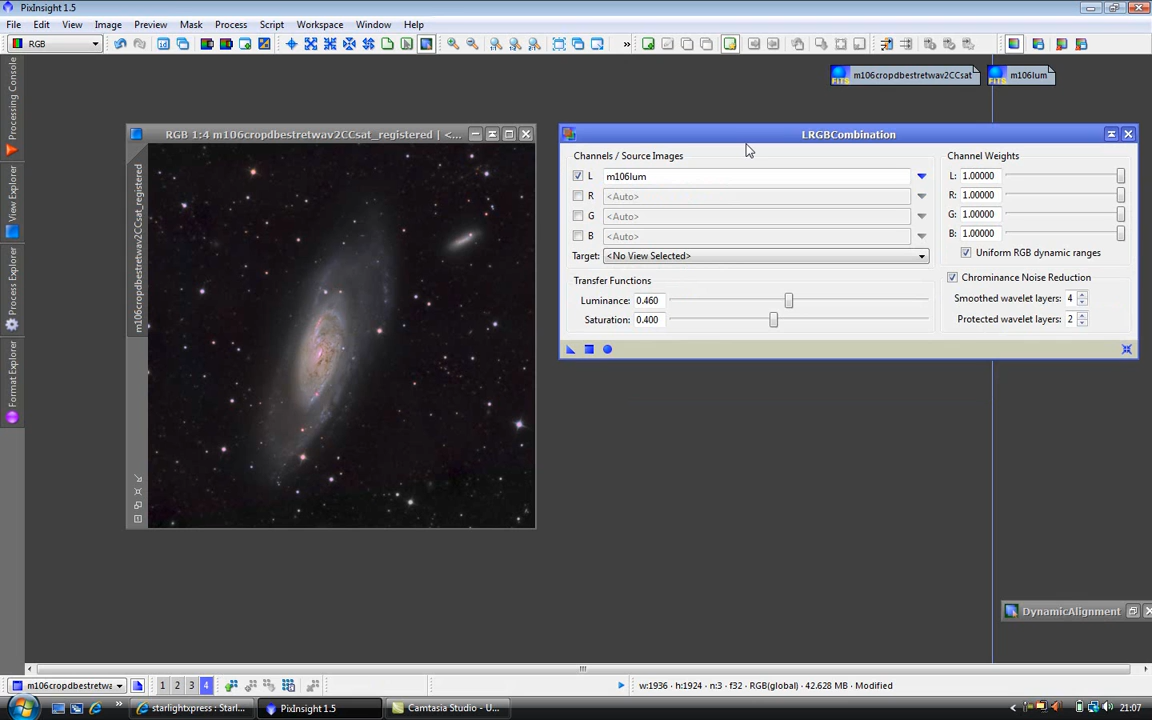 PixInsight 1.5
File Edit View Image Preview Mask Process Script Workspace Window Help
RGB
m106cropdbestretwav2CCsat
m106lum
Processing Console
View Explorer
Process Explorer
Format Explorer
RGB 1:4 m106cropdbestretwav2CCsat_registered | <...
m106cropdbestretwav2CCsat_registered
LRGBCombination
Channels / Source Images
Channel Weights
L m106lum
L: 1.00000
R <Auto>
R: 1.00000
G <Auto>
G: 1.00000
B <Auto>
B: 1.00000
Target: <No View Selected>
Uniform RGB dynamic ranges
Transfer Functions
Chrominance Noise Reduction
Luminance: 0.460
Smoothed wavelet layers: 4
Saturation: 0.400
Protected wavelet layers: 2
DynamicAlignment
m106cropdbestretwa
1 2 3 4
w:1936 · h:1924 · n:3 · f32 · RGB(global) · 42.628 MB · Modified
starlightxpress : Starl...
PixInsight 1.5
Camtasia Studio - U...
21:07